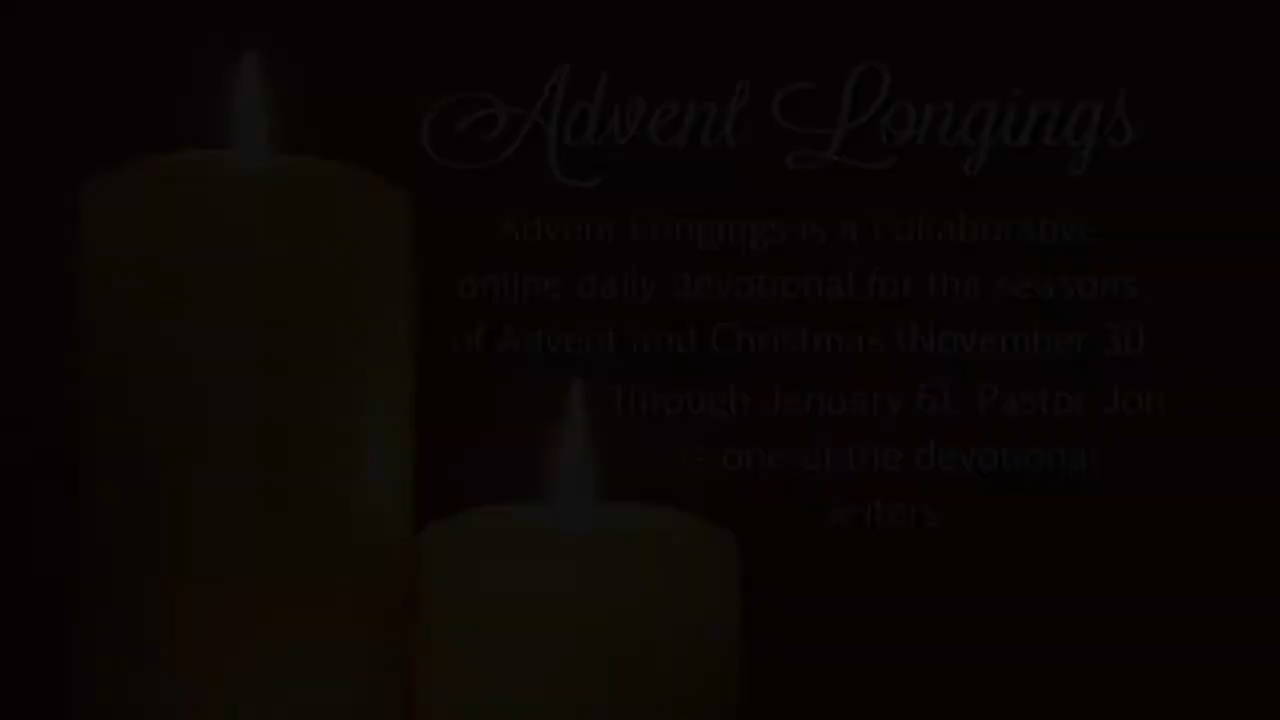 Advent Longings
Advent Longings is a collaborative
online daily devotional for the seasons
of Advent and Christmas (November 30
through January 6). Pastor Jon
is one of the devotional
writers.